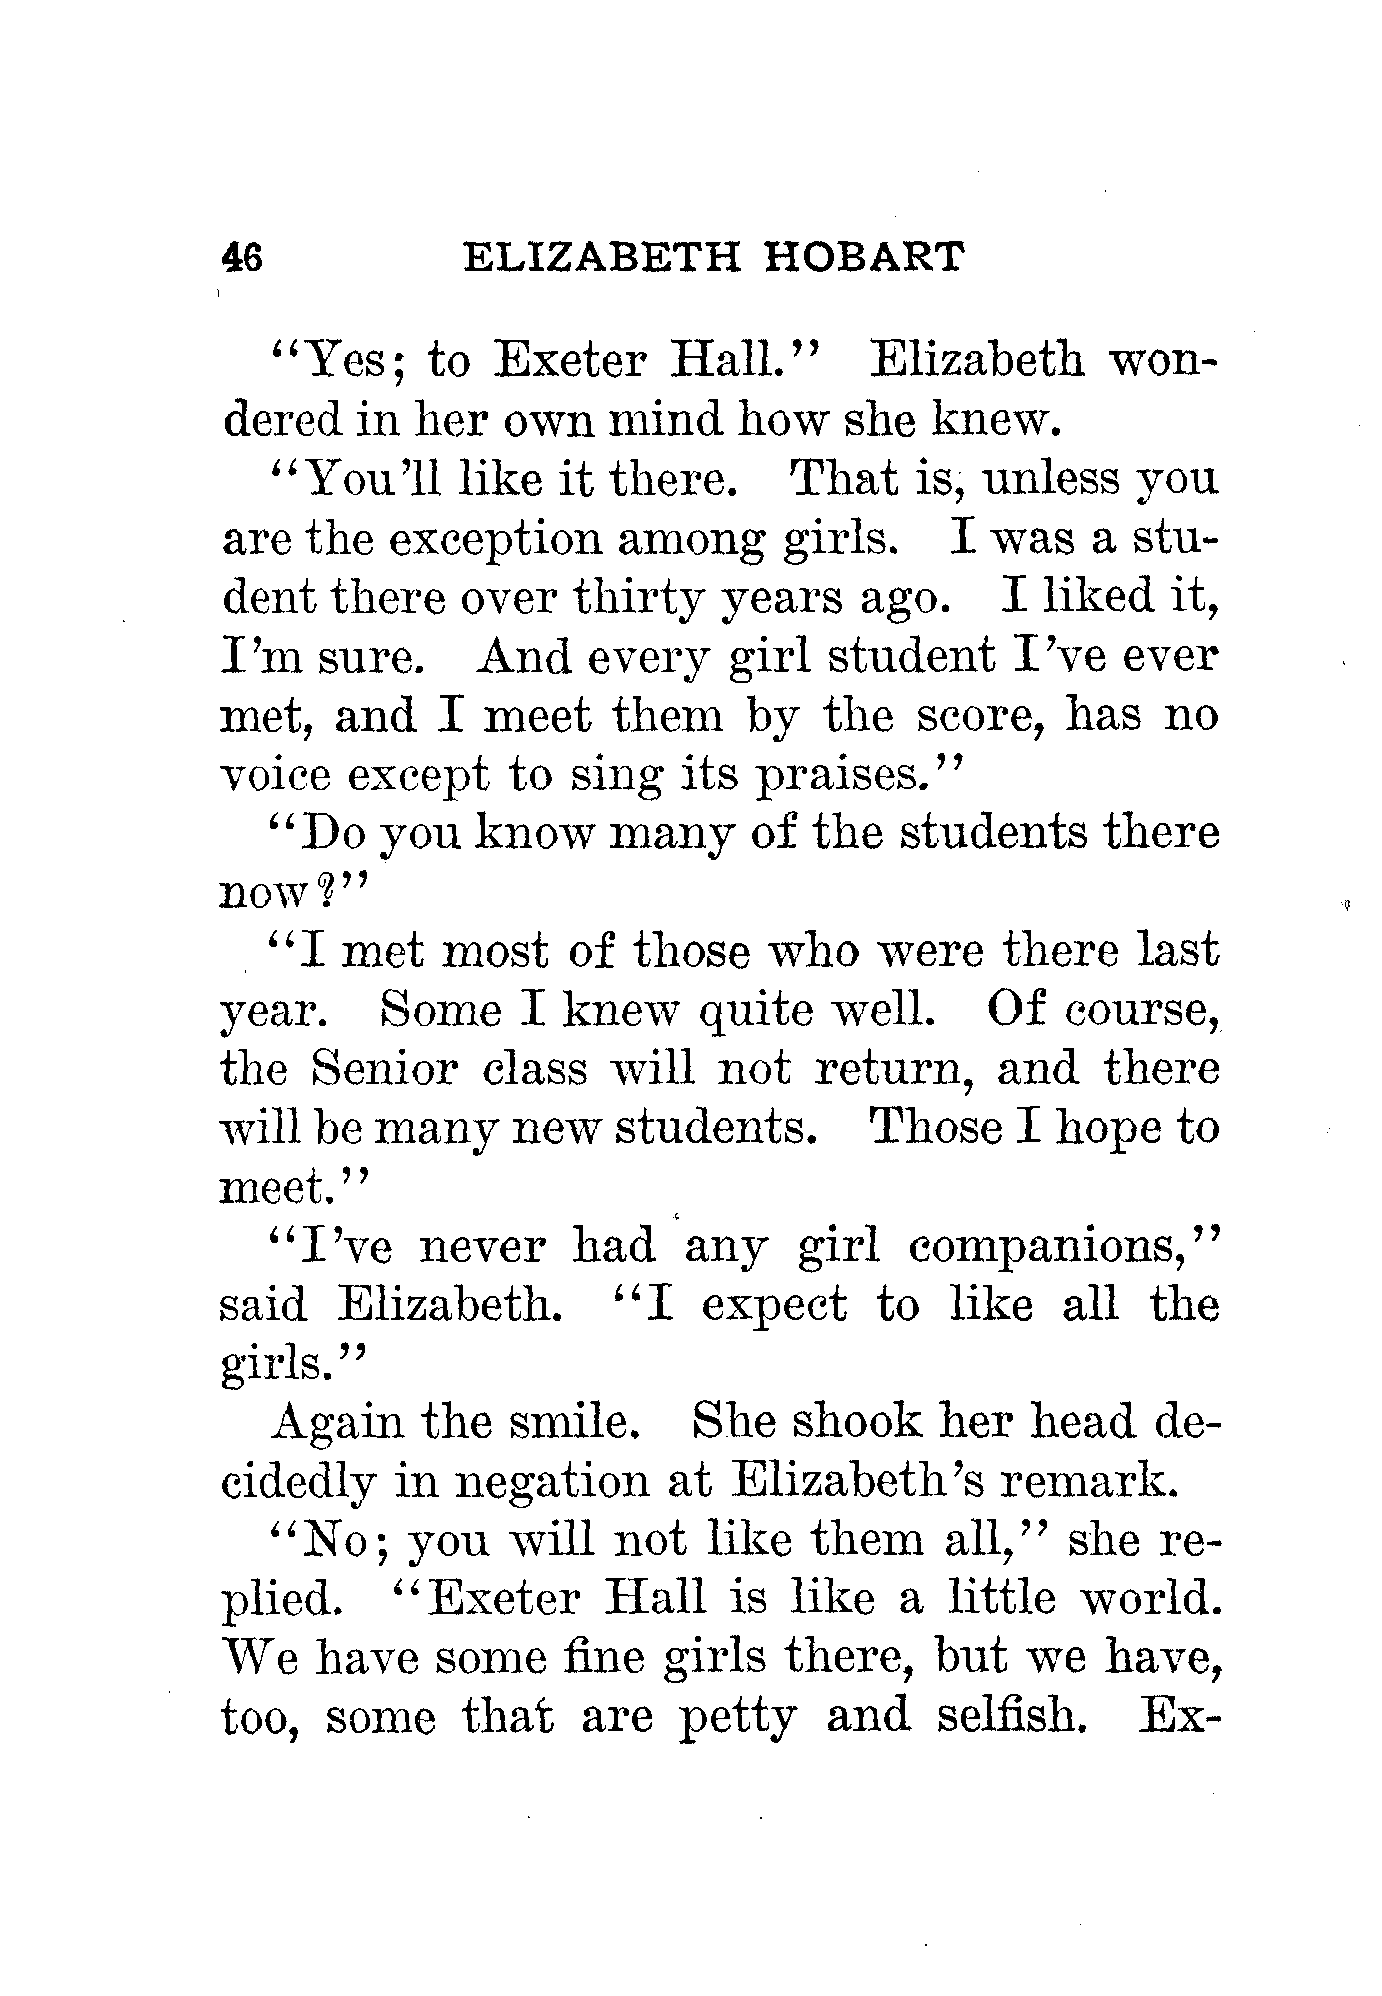 46 ELIZABETH HOBART
"Yes; to Exeter Hall." Elizabeth won-
dered in her own mind how she knew.
"You'll like it there. That is, unless you
are the exception among girls. I was a stu-
dent there over thirty years ago. I liked it,
I'm sure. And every girl student I've ever
met, and I meet them by the score, has no
voice except to sing its praises."
"Do you know many of the students there
now?"
"I met most of those who were there last
year. Some I knew quite well. Of course,
the Senior class will not return, and there
will be many new students. Those I hope to
meet."
"I've never had any girl companions,"
said Elizabeth. "I expect to like all the
girls."
Again the smile. She shook her head de-
cidedly in negation at Elizabeth's remark.
"No; you will not like them all," she re-
plied. "Exeter Hall is like a little world.
We have some fine girls there, but we have,
too, some that are petty and selfish. Ex-